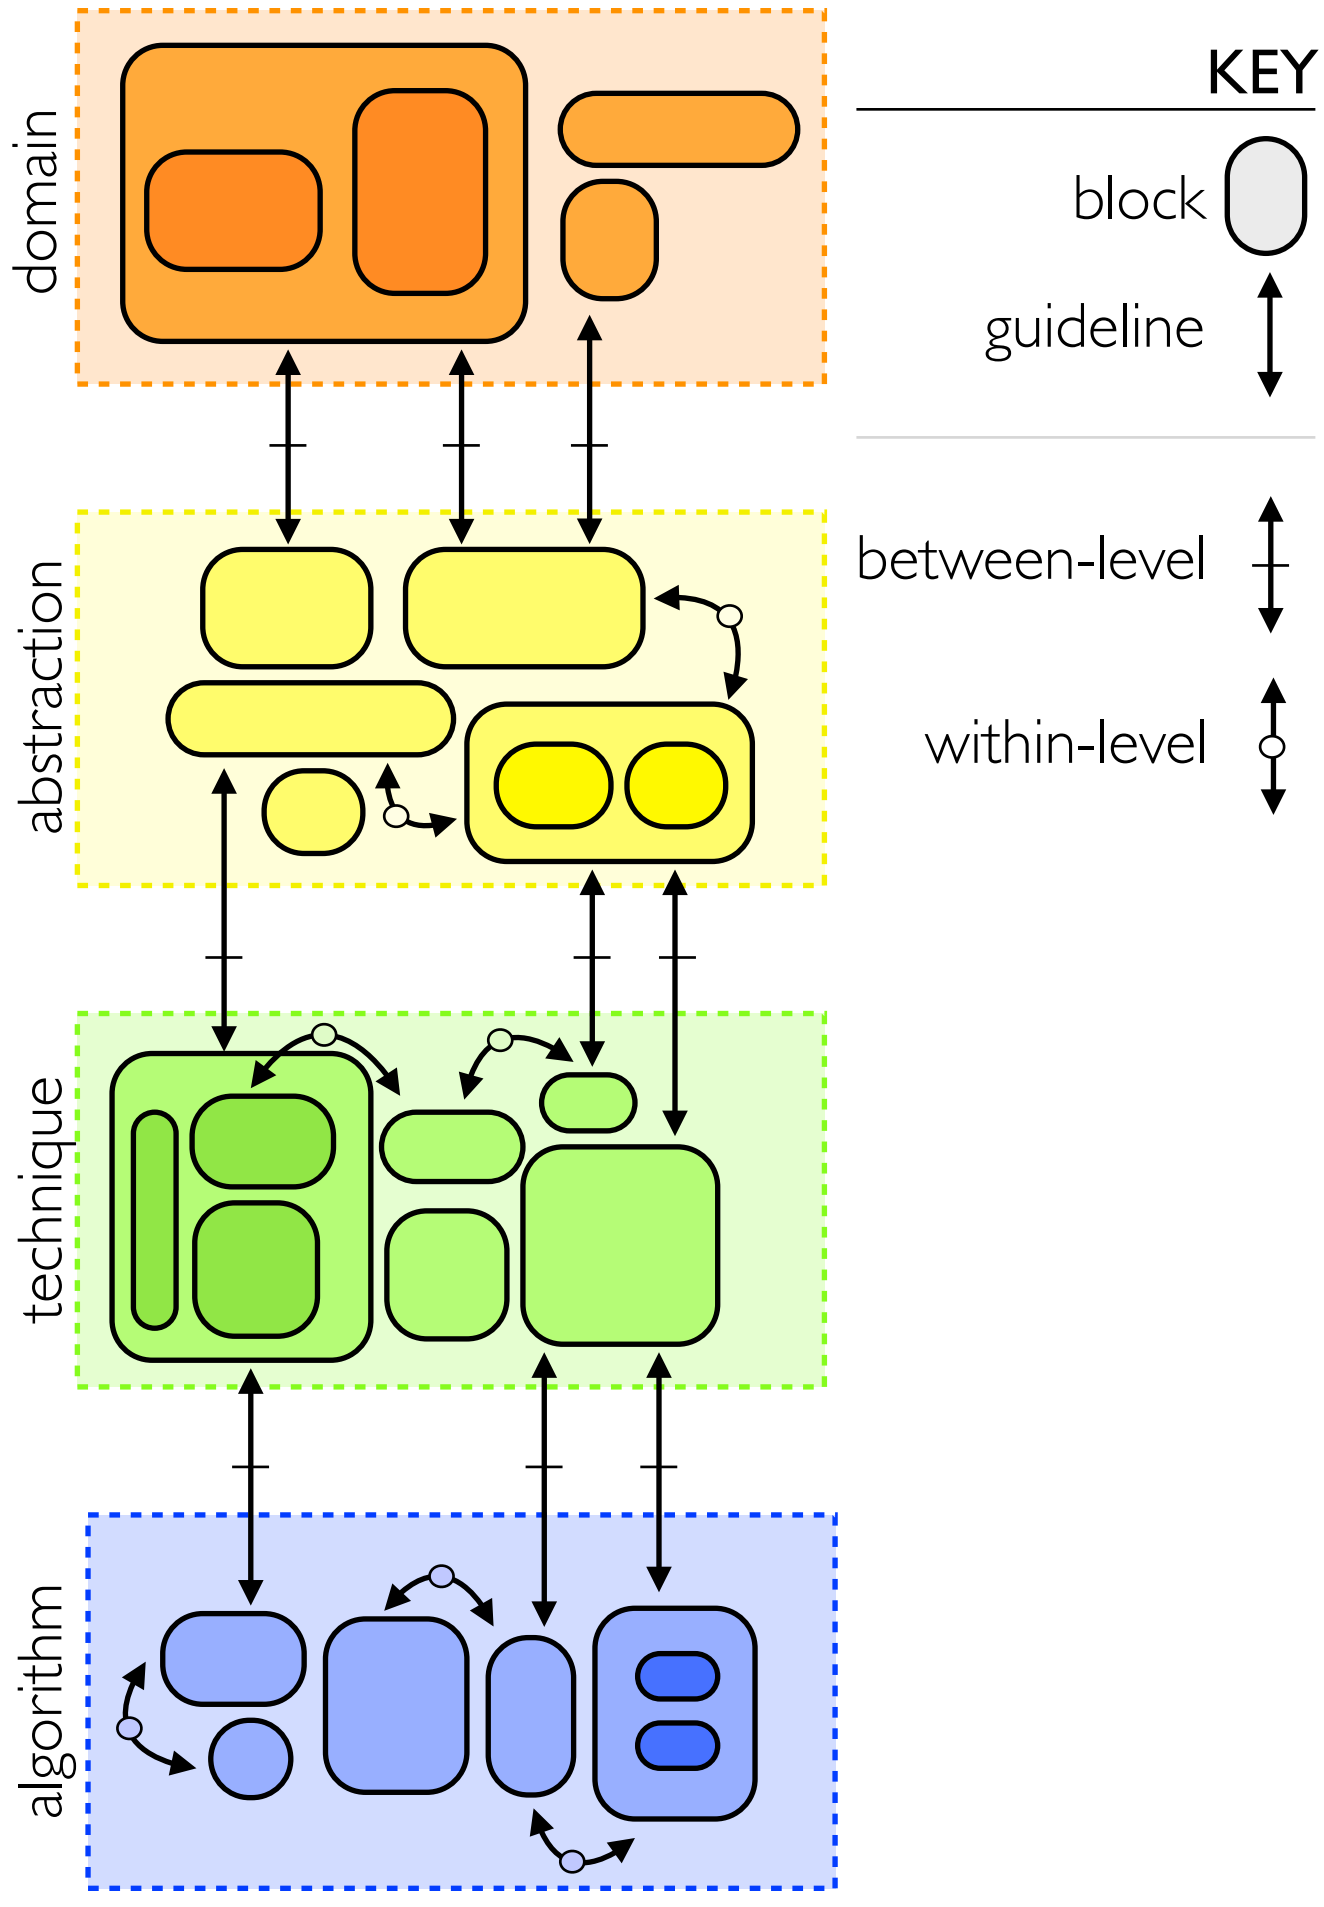 KEY
block
guideline
between-level
within-level
domain
abstraction
technique
algorithm